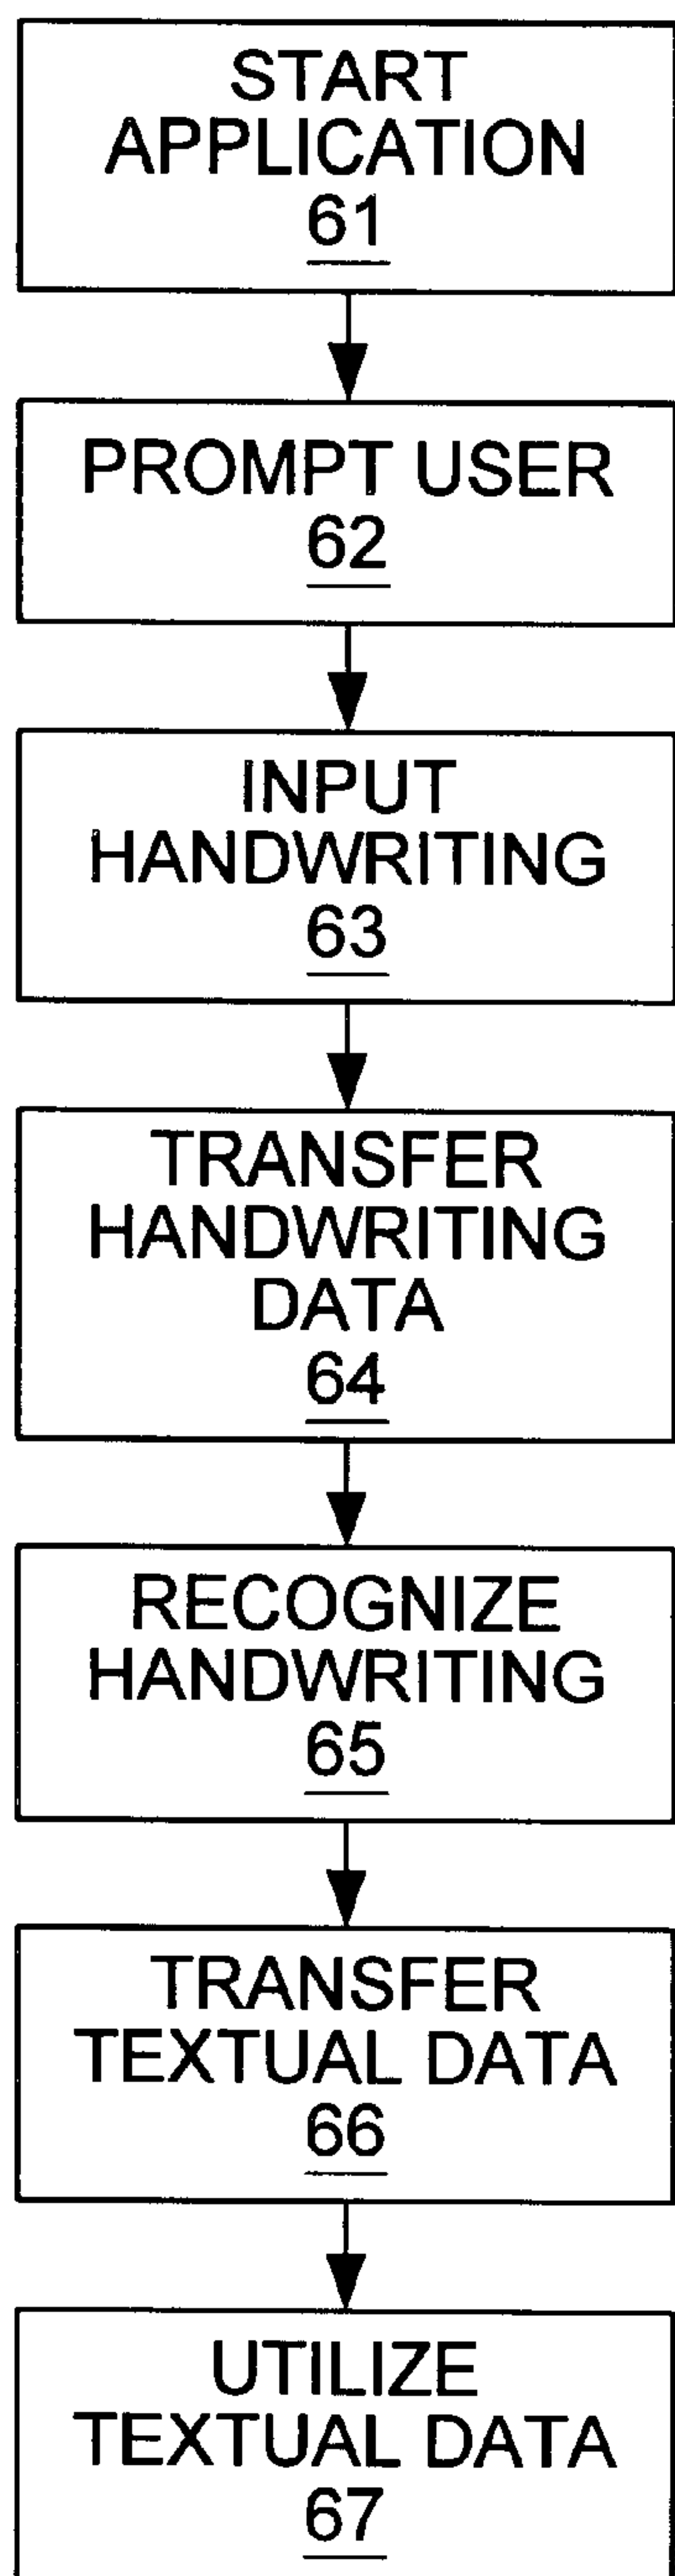 START
APPLICATION
61
PROMPT USER
62
INPUT
HANDWRITING
63
TRANSFER
HANDWRITING
DATA
64
RECOGNIZE
HANDWRITING
65
TRANSFER
TEXTUAL DATA
66
UTILIZE
TEXTUAL DATA
67